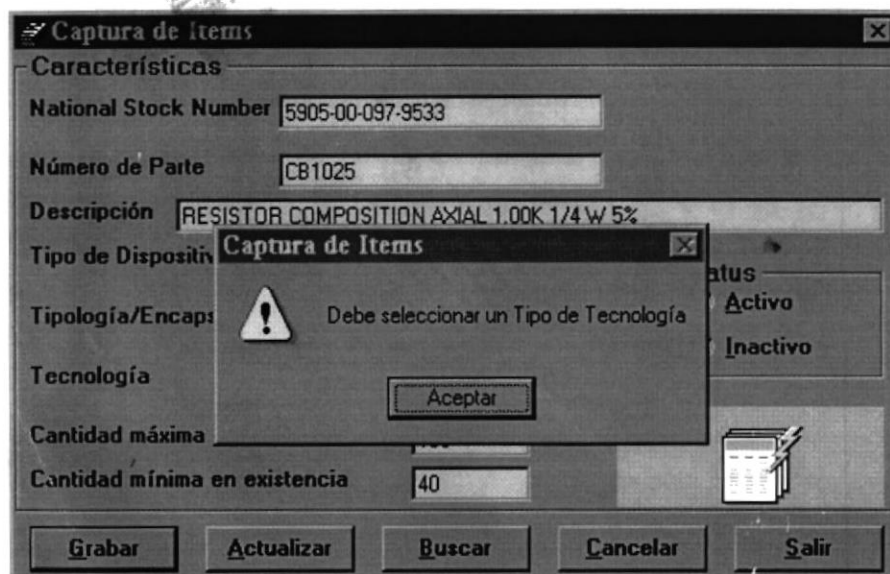 Captura de Items
Características
National Stock Number 5905-00-097-9533
Número de Parte CB1025
Descripción RESISTOR COMPOSITION AXIAL 1.00K 1/4 W 5%
Captura de Items
Tipo de Dispositiv
atus
Activo
Tipología/Encaps
Debe seleccionar un Tipo de Tecnología
Inactivo
Tecnología
Aceptar
Cantidad máxima
Cantidad mínima en existencia 40
Grabar Actualizar Buscar Cancelar Salir